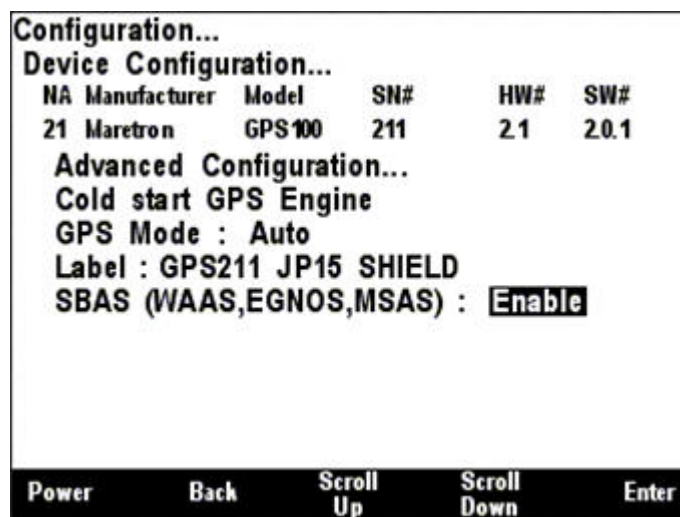 Configuration...
Device Configuration...
NA Manufacturer Model SN# HW# SW#
21 Maretron GPS100 211 2.1 2.0.1
Advanced Configuration...
Cold start GPS Engine
GPS Mode : Auto
Label : GPS211 JP15 SHIELD
SBAS (WAAS,EGNOS,MSAS) : Enable
Power Back Scroll Up Scroll Down Enter